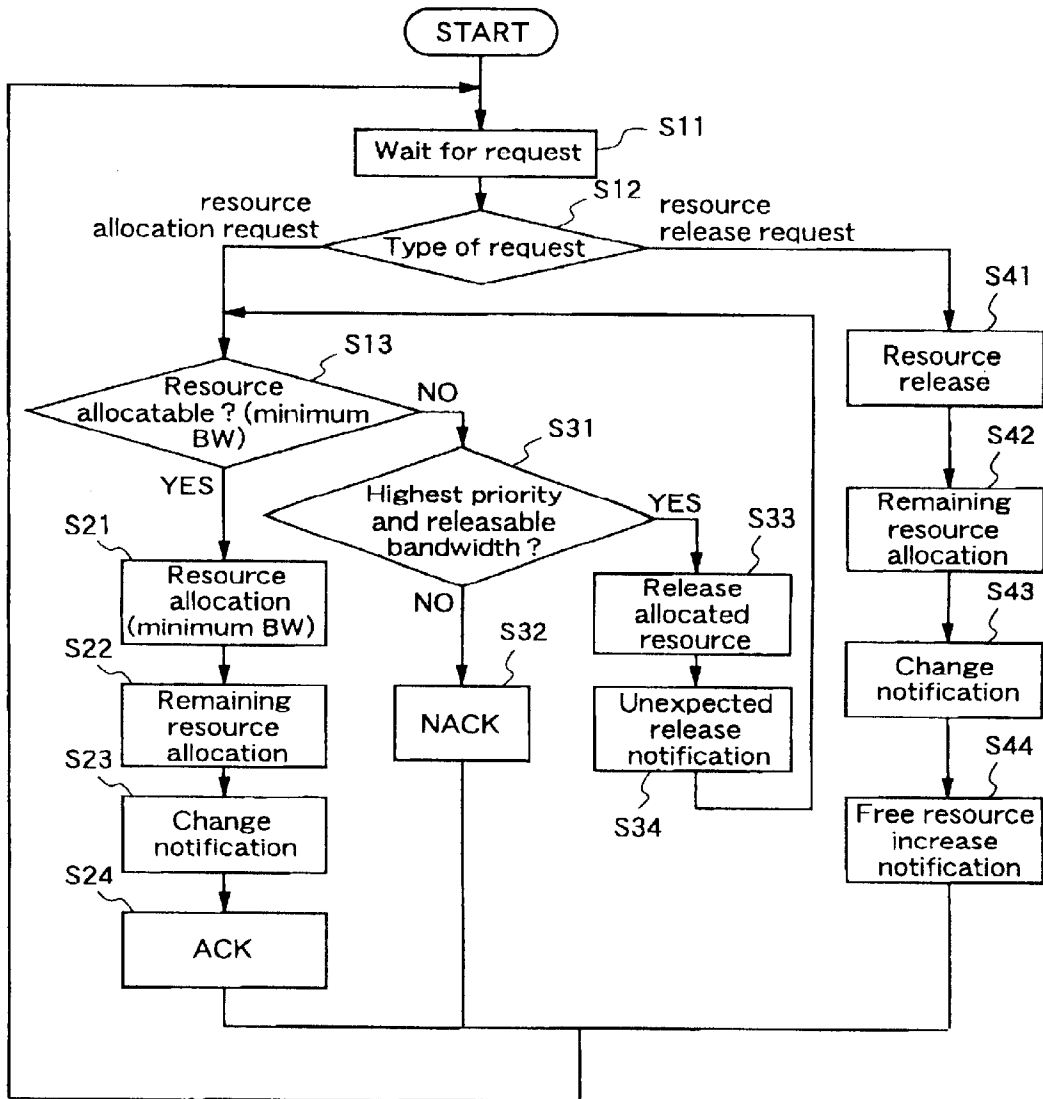 START
S11
Wait for request
S12
resource
allocation request
resource
release request
Type of request
S41
Resource
release
S13
Resource
allocatable ? (minimum
BW)
NO
YES
S31
Highest priority
and releasable
bandwidth ?
YES
NO
S42
Remaining
resource
allocation
S21
Resource
allocation
(minimum BW)
S33
Release
allocated
resource
S43
Change
notification
S22
Remaining
resource
allocation
S32
NACK
Unexpected
release
notification
S34
S44
Free resource
increase
notification
S23
Change
notification
S24
ACK